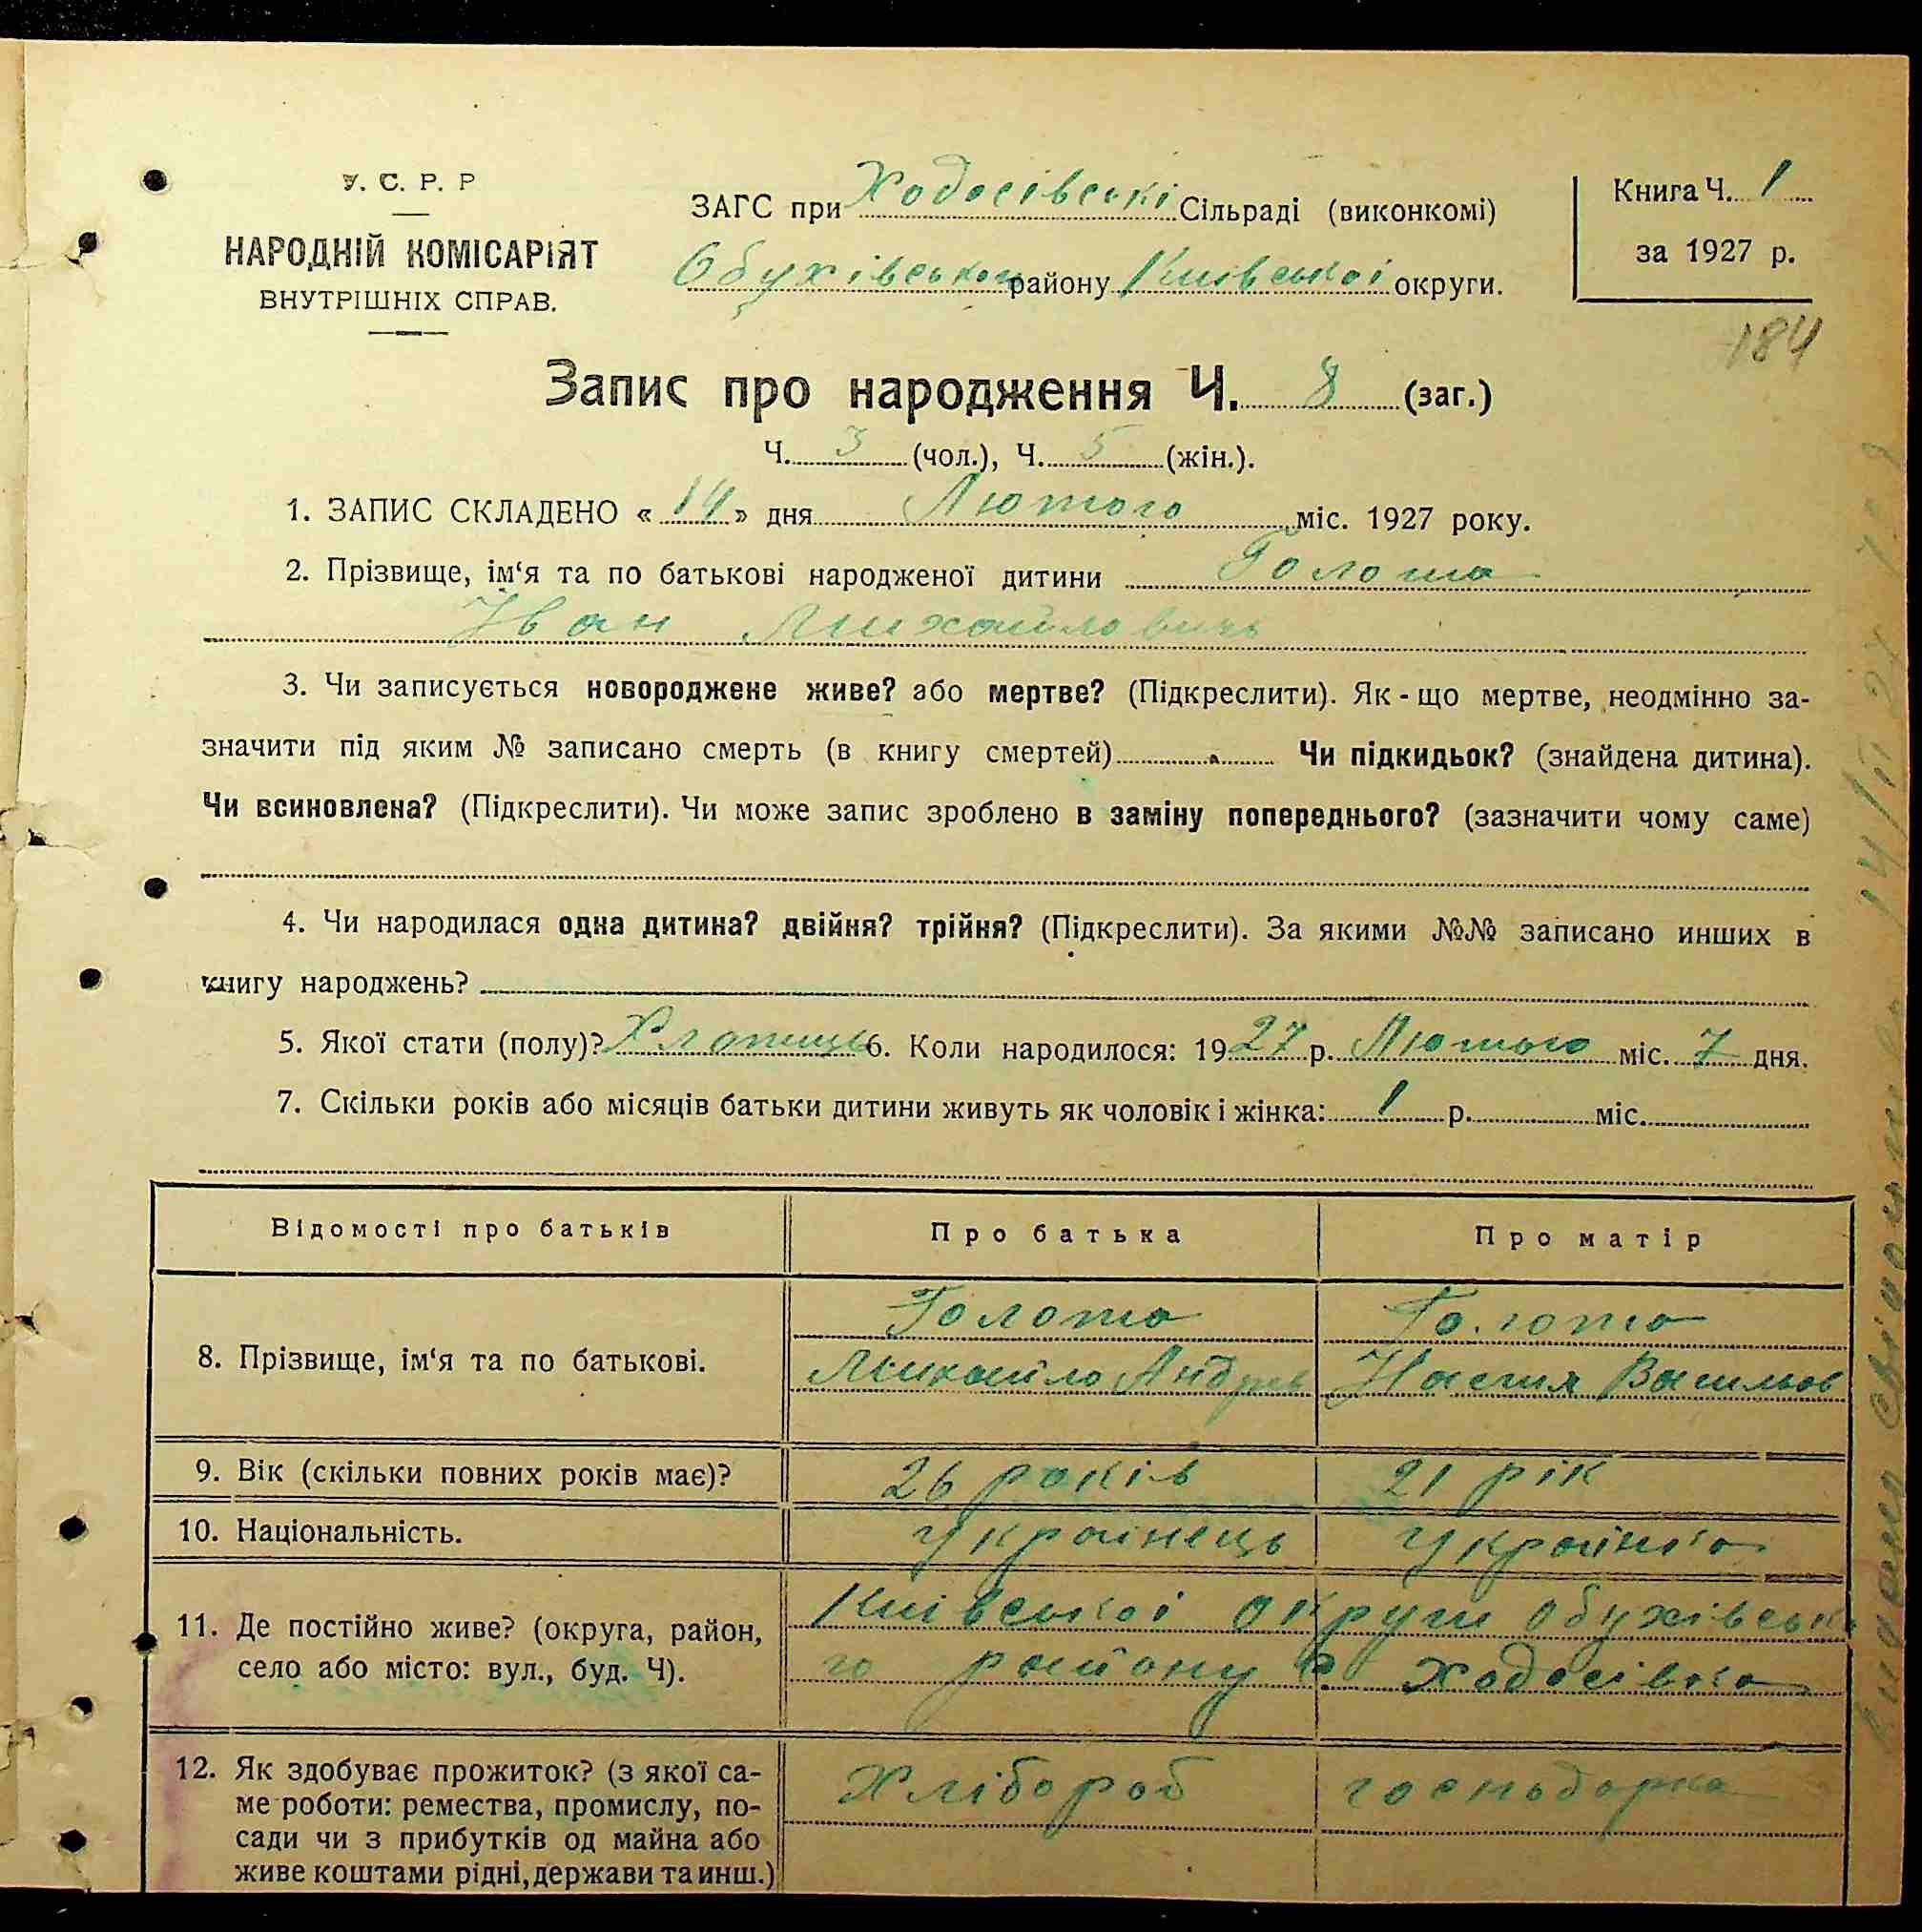 У. С. Р. Р
НАРОДНІЙ КОМІСАРІЯТ
ВНУТРІШНІХ СПРАВ.
ЗАГС при Ходосівські Сільраді (виконкомі)
Обухівського району Київської округи.
Книга Ч. 1
за 1927 р.
184
Запис про народження Ч. 8 (заг.)
Ч. 3 (чол.), Ч. 5 (жін.).
1. ЗАПИС СКЛАДЕНО « 14 » дня Лютого міс. 1927 року.
2. Прізвище, ім‘я та по батькові народженої дитини Голота
Іван Михайловичь
3. Чи записується новороджене живе? або мертве? (Підкреслити). Як-що мертве, неодмінно за-
значити під яким № записано смерть (в книгу смертей) Чи підкидьок? (знайдена дитина).
Чи всиновлена? (Підкреслити). Чи може запис зроблено в заміну попереднього? (зазначити чому саме)
4. Чи народилася одна дитина? двійня? трійня? (Підкреслити). За якими №№ записано инших в
книгу народжень?
5. Якої стати (полу)? Хлопиць 6. Коли народилося: 1927 р. Лютого міс. 7 дня.
7. Скільки років або місяців батьки дитини живуть як чоловік і жінка: 1 р. міс.
Відомості про батьків Про батька Про матір
8. Прізвище, ім‘я та по батькові. Голота Голота
Михайло Андреев Настя Васильов
9. Вік (скільки повних років має)? 26 років 21 рік
10. Національність. Українець Українка
11. Де постійно живе? (округа, район,
село або місто: вул., буд. Ч).
Київської округи Обухівсько
го району с Ходосівка
12. Як здобуває прожиток? (з якої са-
ме роботи: ремества, промислу, по-
сади чи з прибутків од майна або
живе коштами рідні, держави та инш.)
Хлібороб господарка